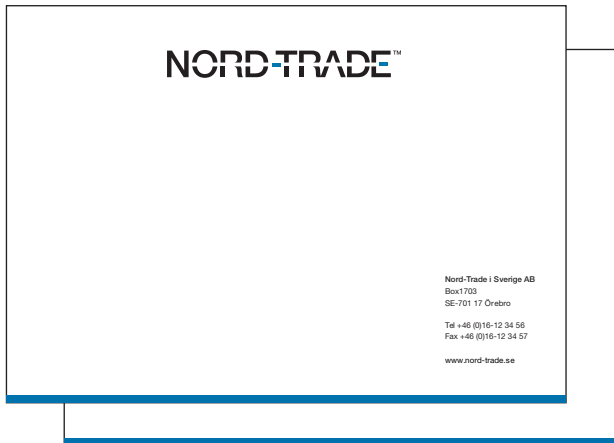 NORD-TRADE™
Nord-Trade i Sverige AB
Box1703
SE-701 17 Örebro
Tel +46 (0)16-12 34 56
Fax +46 (0)16-12 34 57
www.nord-trade.se